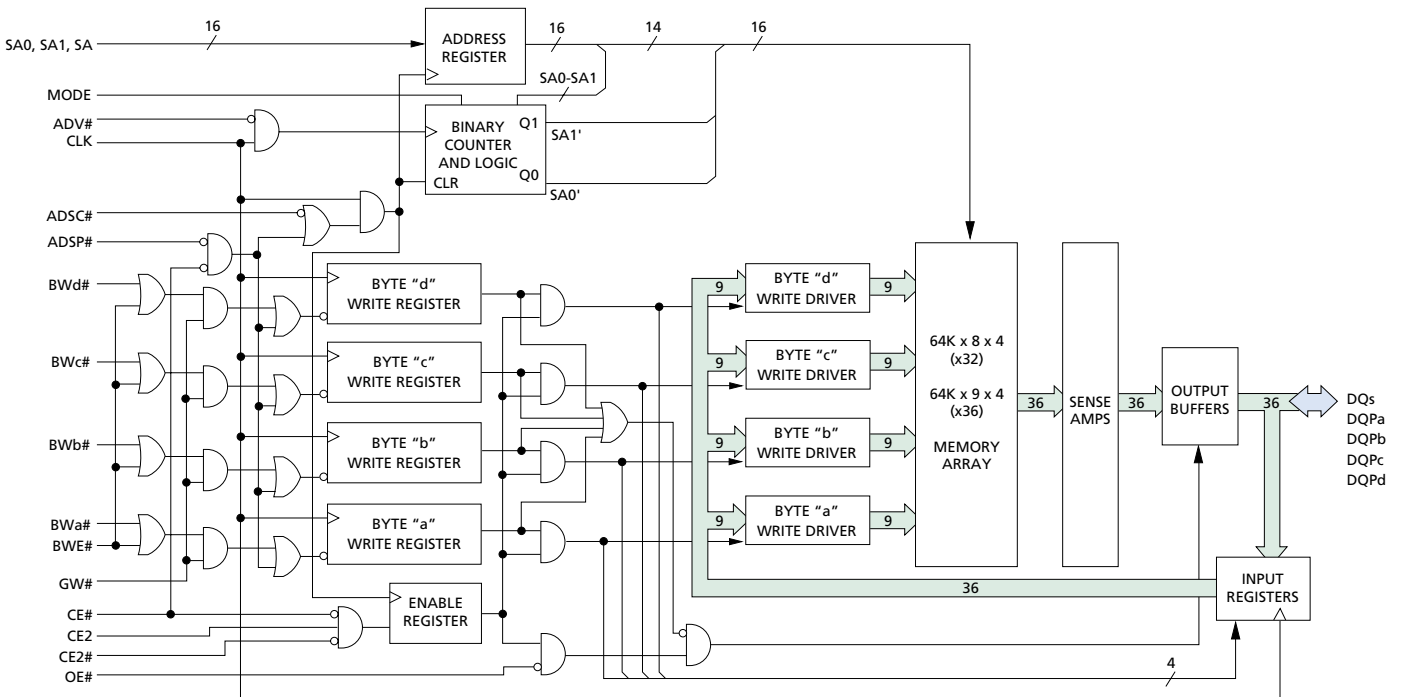 16
SA0, SA1, SA
ADDRESS
REGISTER
16
14
16
SA0-SA1
MODE
ADV#
CLK
BINARY
COUNTER
AND LOGIC
Q1
Q0
CLR
SA1'
SA0'
ADSC#
ADSP#
BWd#
BYTE “d”
WRITE REGISTER
9
BYTE “d”
WRITE DRIVER
9
BWc#
BYTE “c”
WRITE REGISTER
9
BYTE “c”
WRITE DRIVER
9
BWb#
BYTE “b”
WRITE REGISTER
9
BYTE “b”
WRITE DRIVER
9
BWa#
BWE#
BYTE “a”
WRITE REGISTER
9
BYTE “a”
WRITE DRIVER
9
64K x 8 x 4
(x32)
64K x 9 x 4
(x36)
MEMORY
ARRAY
36
SENSE
AMPS
36
OUTPUT
BUFFERS
36
DQs
DQPa
DQPb
DQPc
DQPd
GW#
CE#
CE2
CE2#
OE#
ENABLE
REGISTER
36
INPUT
REGISTERS
4